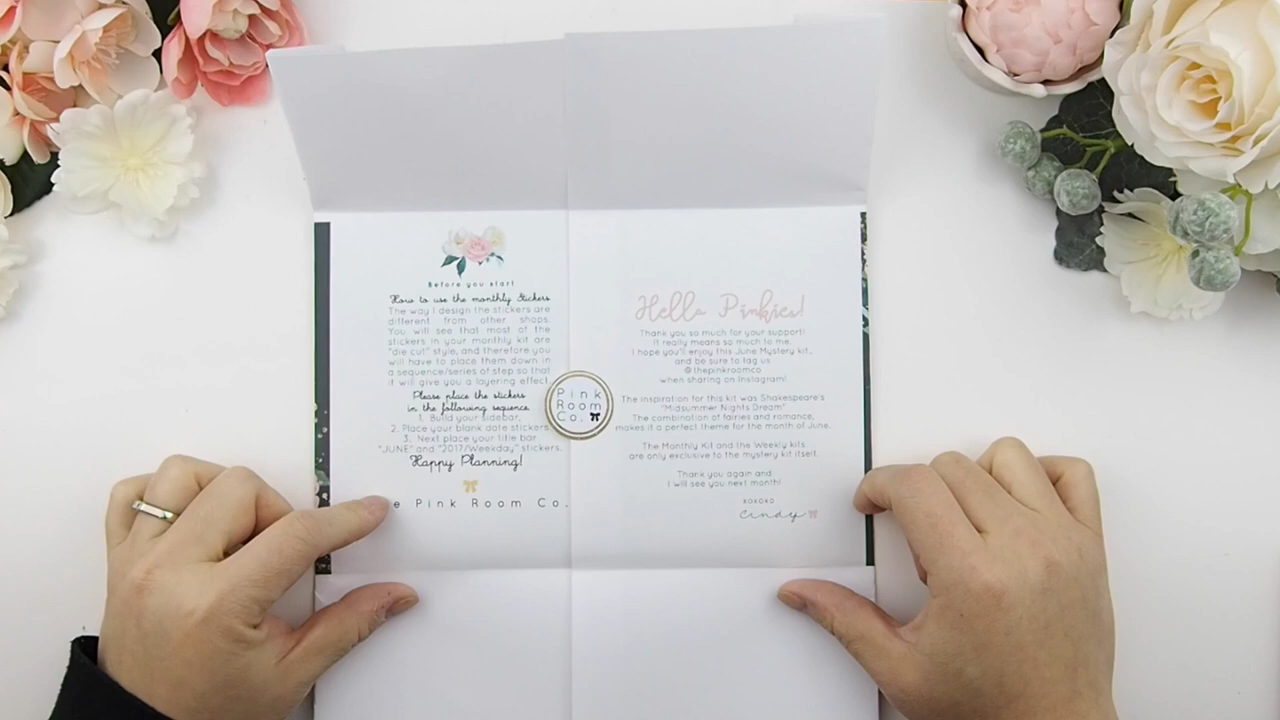 Before you start
How to use the monthly Stickers
The way I design the stickers are
different from other shops.
You will see that most of the
stickers in your monthly kit are
"die cut" style, and therefore you
will have to place them down in
a sequence/series of step so that
it will give you a layering effect.
Please place the stickers
in the following sequence
1. Build your sidebar,
2. Place your blank date stickers
3. Next place your title bar
"JUNE" and "2017/Weekday" stickers.
Happy Planning!
e Pink Room Co.
Pink
Room
Co.
Hello Pinkies!
Thank you so much for your support!
It really means so much to me.
I hope you'll enjoy this June Mystery kit,
and be sure to tag us
@thepinkroomco
when sharing on Instagram!
The inspiration for this kit was Shakespeare's
"Midsummer Nights Dream"
The combination of fairies and romance,
makes it a perfect theme for the month of June.
The Monthly Kit and the Weekly kits
are only exclusive to the mystery kit itself.
Thank you again and
I will see you next month!
XOXOXO
Cindy